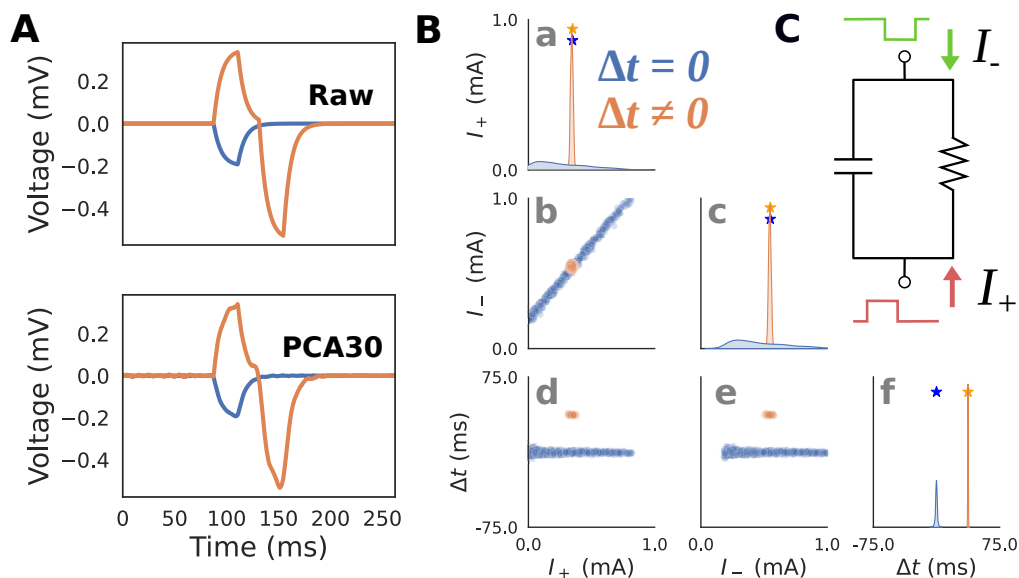 A
Voltage (mV)
0.2
0.0
−0.2
−0.4
Raw
Voltage (mV)
0.2
0.0
−0.2
−0.4
PCA30
0 50 100 150 200 250
Time (ms)
B
I+ (mA)
1.0
0.0
a
Δt = 0
Δt ≠ 0
I− (mA)
1.0
0.0
b
c
Δt (ms)
75.0
-75.0
d
e
f
0.0 1.0
I+ (mA)
0.0 1.0
I− (mA)
-75.0 75.0
Δt (ms)
C
I-
I+